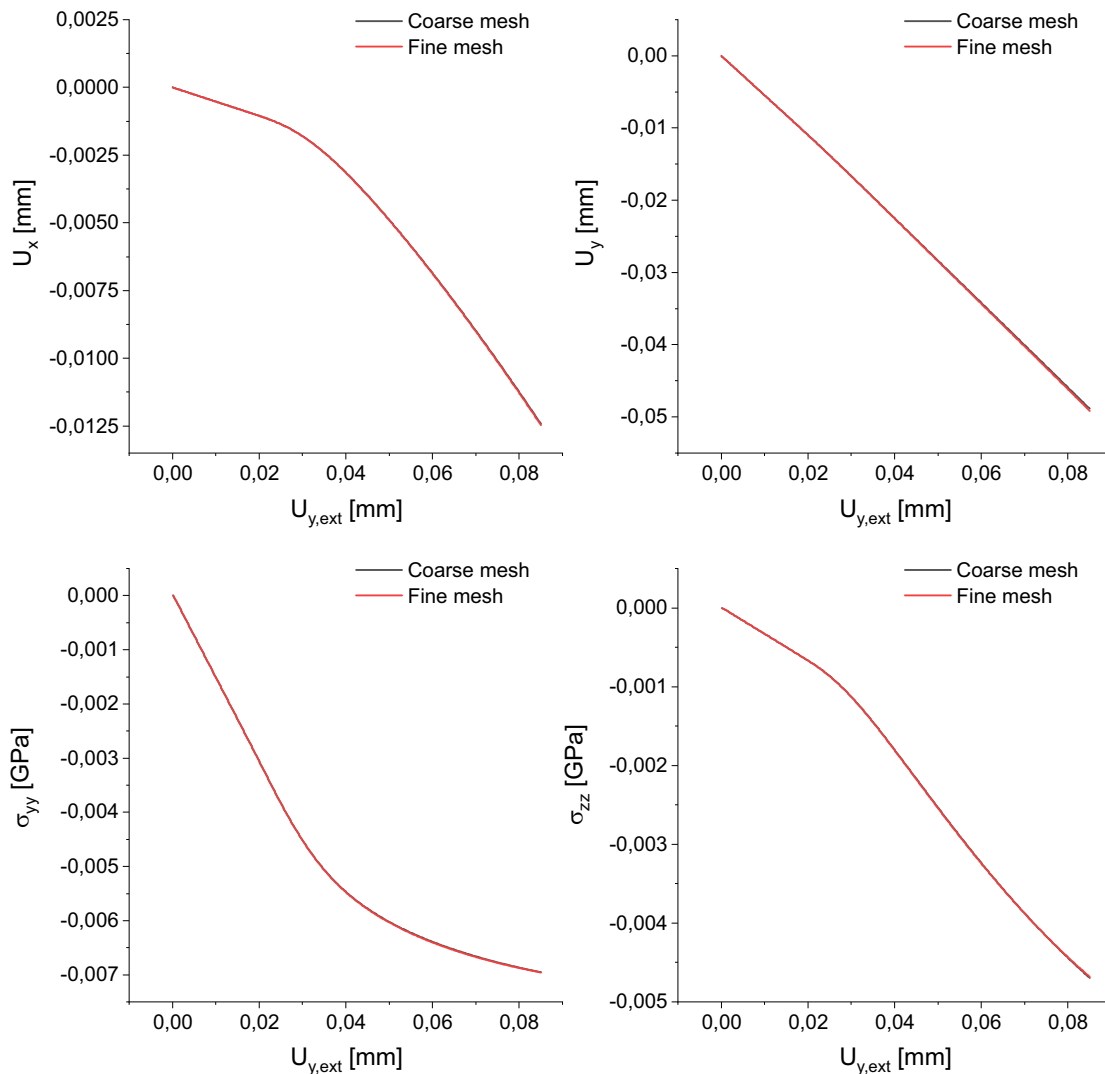 Coarse mesh
Fine mesh
0,0025
0,0000
-0,0025
-0,0050
-0,0075
-0,0100
-0,0125
U_x [mm]
0,00 0,02 0,04 0,06 0,08
U_y,ext [mm]
Coarse mesh
Fine mesh
0,00
-0,01
-0,02
-0,03
-0,04
-0,05
U_y [mm]
0,00 0,02 0,04 0,06 0,08
U_y,ext [mm]
Coarse mesh
Fine mesh
0,000
-0,001
-0,002
-0,003
-0,004
-0,005
-0,006
-0,007
σ_yy [GPa]
0,00 0,02 0,04 0,06 0,08
U_y,ext [mm]
Coarse mesh
Fine mesh
0,000
-0,001
-0,002
-0,003
-0,004
-0,005
σ_zz [GPa]
0,00 0,02 0,04 0,06 0,08
U_y,ext [mm]